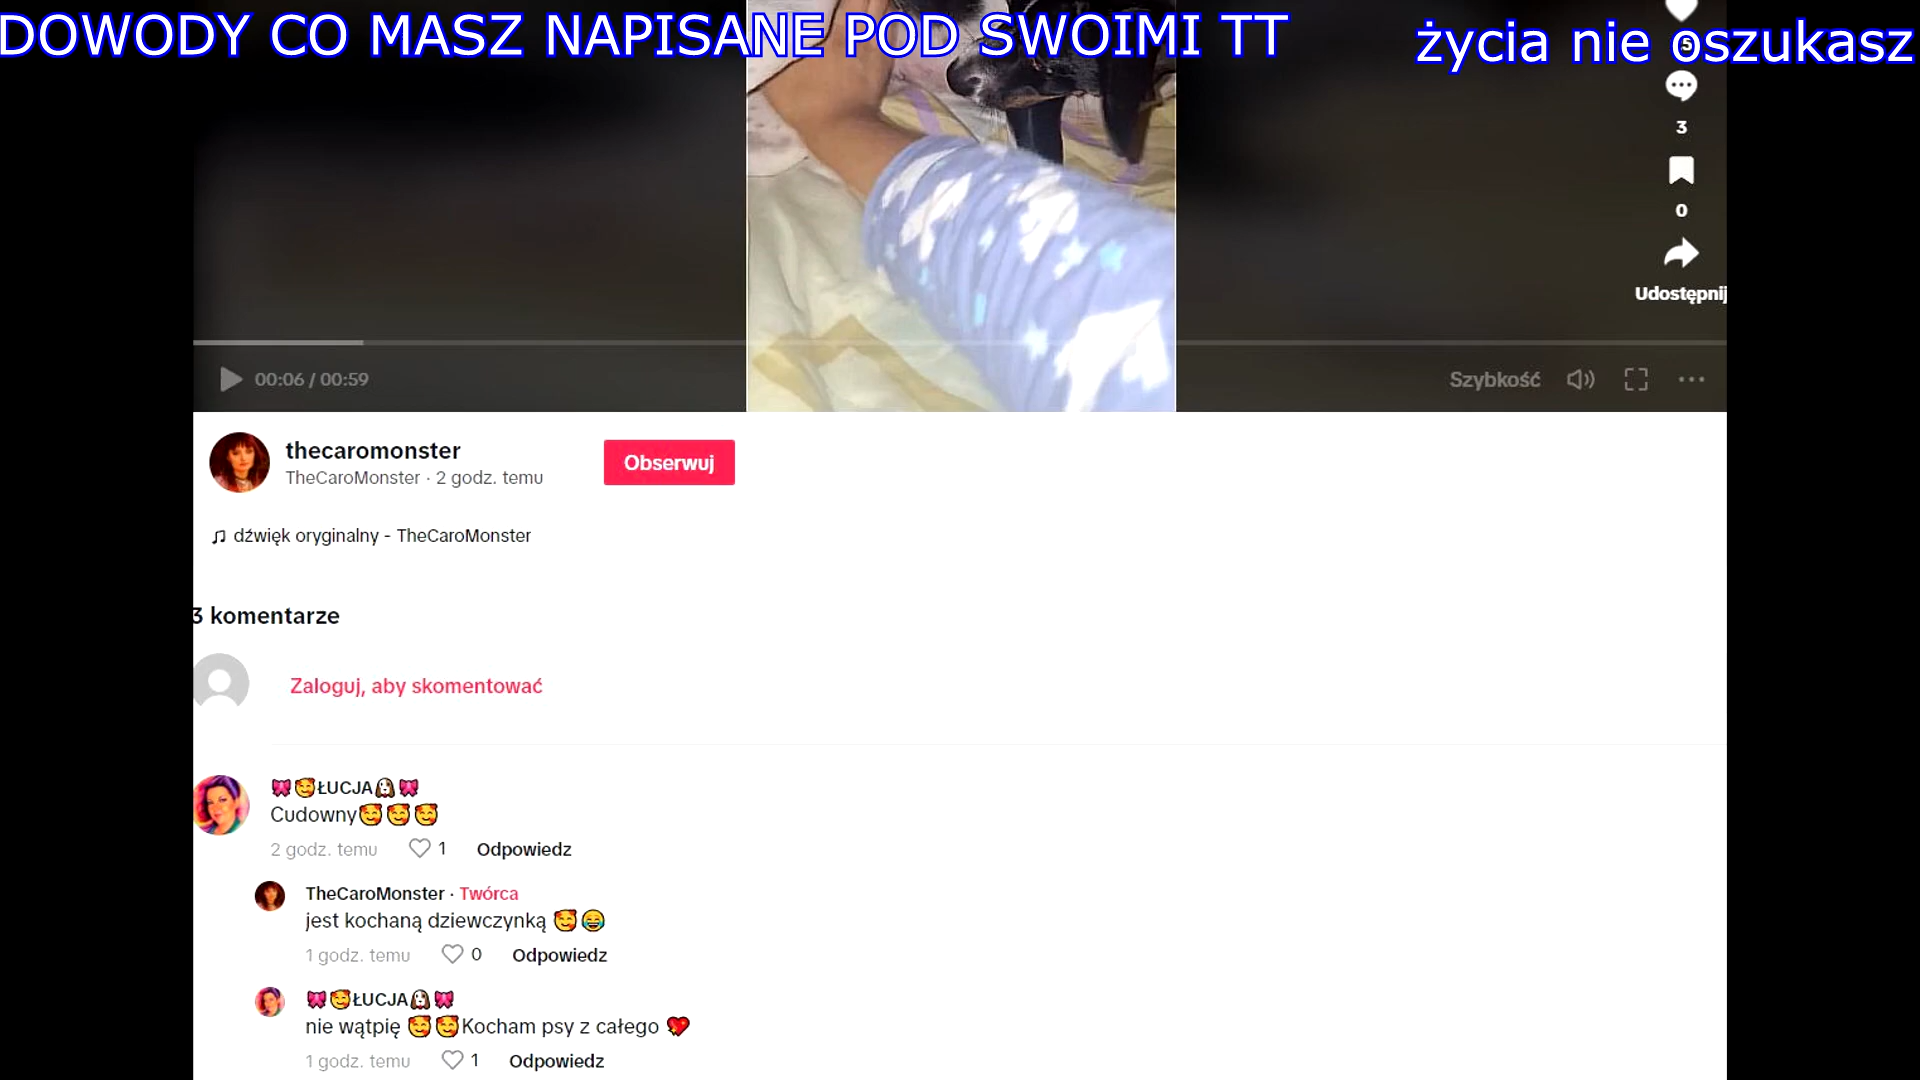 DOWODY CO MASZ NAPISANE POD SWOIMI TT
życia nie oszukasz
5
3
0
Udostępnij
00:06 / 00:59
Szybkość
thecaromonster
TheCaroMonster · 2 godz. temu
Obserwuj
dźwięk oryginalny - TheCaroMonster
3 komentarze
Zaloguj, aby skomentować
🎀🥰ŁUCJA🐶🎀
Cudowny🥰🥰🥰
2 godz. temu 1 Odpowiedz
TheCaroMonster · Twórca
jest kochaną dziewczynką 🥰😂
1 godz. temu 0 Odpowiedz
🎀🥰ŁUCJA🐶🎀
nie wątpię 🥰🥰Kocham psy z całego 💖
1 godz. temu 1 Odpowiedz